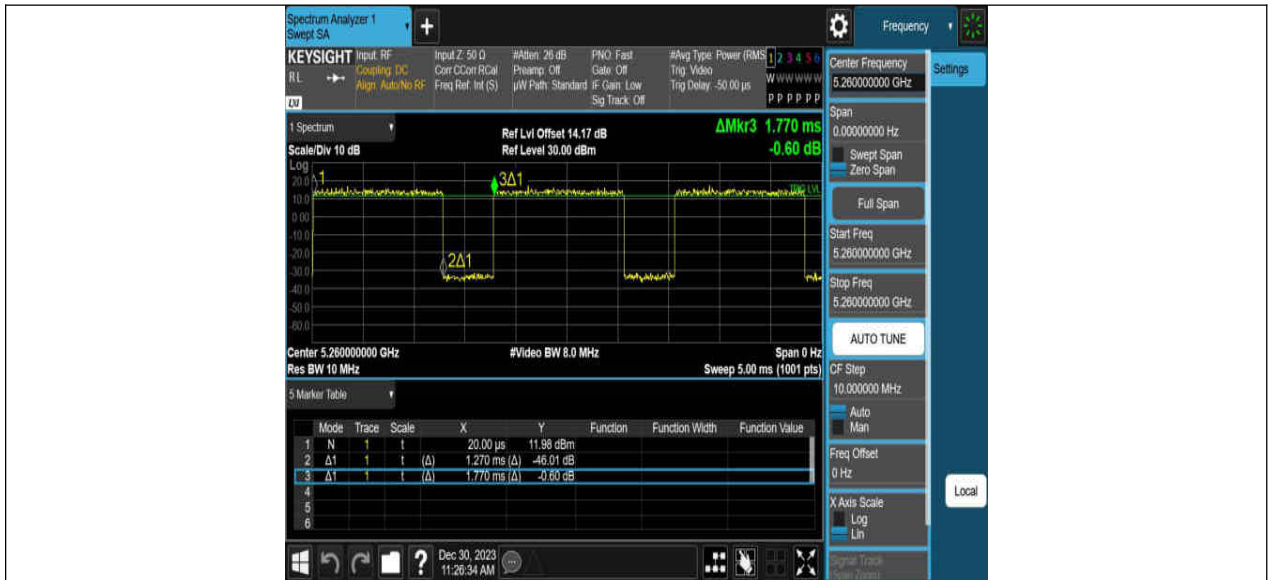 Spectrum Analyzer 1
Swept SA
+
Frequency
KEYSIGHT
RL
Input: RF
Coupling: DC
Align: Auto/No RF
Input Z: 50 Ω
Corr CCorr RCal
Freq Ref: Int (S)
#Atten: 26 dB
Preamp: Off
µW Path: Standard
PNO: Fast
Gate: Off
IF Gain: Low
Sig Track: Off
#Avg Type: Power (RMS
Trig: Video
Trig Delay: -50.00 µs
1 2 3 4 5 6
W W W W W W
P P P P P P
1 Spectrum
Scale/Div 10 dB
Ref Lvl Offset 14.17 dB
Ref Level 30.00 dBm
ΔMkr3 1.770 ms
-0.60 dB
Log
20.0
10.0
0.00
-10.0
-20.0
-30.0
-40.0
-50.0
-60.0
1
3Δ1
2Δ1
TRIG LVL
Center 5.260000000 GHz
#Video BW 8.0 MHz
Span 0 Hz
Res BW 10 MHz
Sweep 5.00 ms (1001 pts)
5 Marker Table
Mode Trace Scale X Y Function Function Width Function Value
1 N 1 t 20.00 µs 11.98 dBm
2 Δ1 1 t (Δ) 1.270 ms (Δ) -46.01 dB
3 Δ1 1 t (Δ) 1.770 ms (Δ) -0.60 dB
4
5
6
?
Dec 30, 2023
11:26:34 AM
Center Frequency
5.260000000 GHz
Settings
Span
0.00000000 Hz
Swept Span
Zero Span
Full Span
Start Freq
5.260000000 GHz
Stop Freq
5.260000000 GHz
AUTO TUNE
CF Step
10.000000 MHz
Auto
Man
Freq Offset
0 Hz
X Axis Scale
Log
Lin
Local
Signal Track
(Span Zoom)